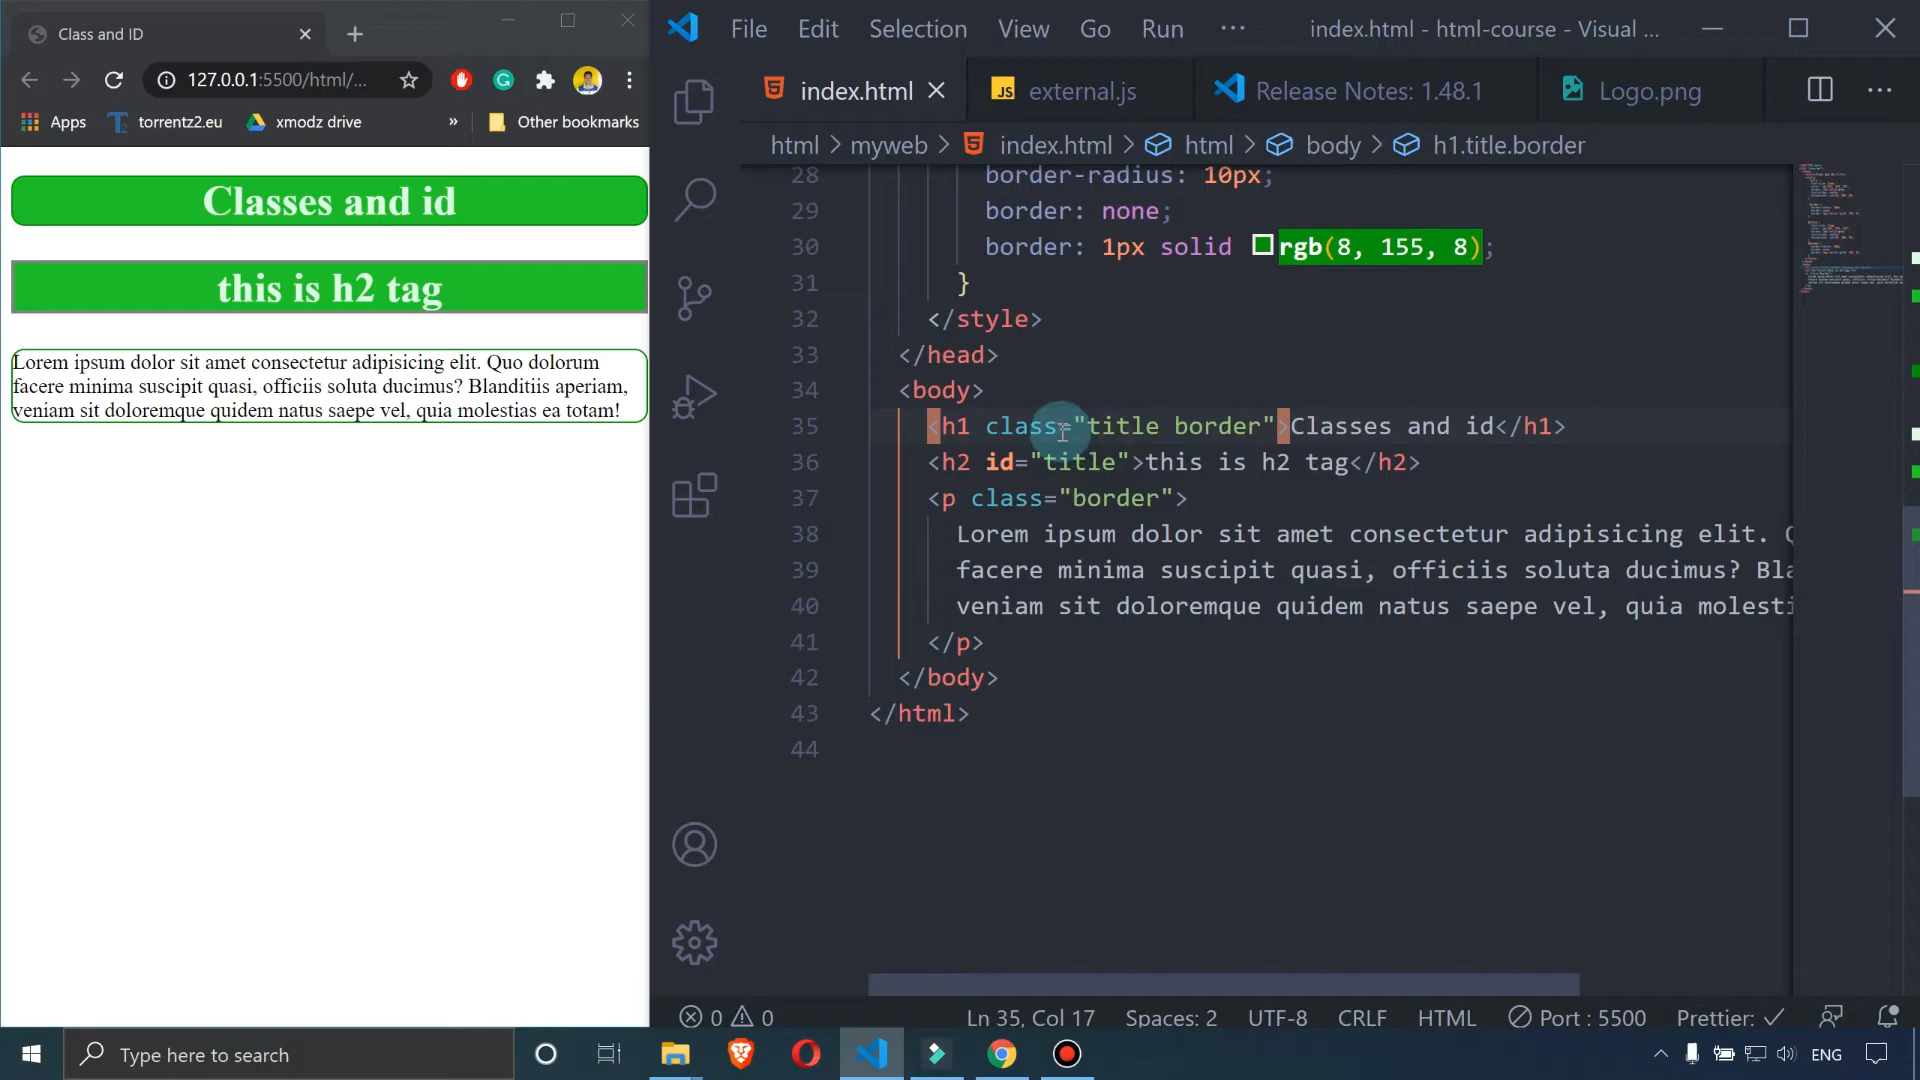 Class and ID
127.0.0.1:5500/html/...
Apps
torrentz2.eu
xmodz drive
»
Other bookmarks
Classes and id
this is h2 tag
Lorem ipsum dolor sit amet consectetur adipisicing elit. Quo dolorum
facere minima suscipit quasi, officiis soluta ducimus? Blanditiis aperiam,
veniam sit doloremque quidem natus saepe vel, quia molestias ea totam!
File Edit Selection View Go Run ···
index.html - html-course - Visual ...
index.html
JS external.js
Release Notes: 1.48.1
Logo.png
html > myweb > index.html > html > body > h1.title.border
28 border-radius: 10px;
29 border: none;
30 border: 1px solid rgb(8, 155, 8);
31 }
32 </style>
33 </head>
34 <body>
35 <h1 class="title border">Classes and id</h1>
36 <h2 id="title">this is h2 tag</h2>
37 <p class="border">
38 Lorem ipsum dolor sit amet consectetur adipisicing elit.
39 facere minima suscipit quasi, officiis soluta ducimus? Bla
40 veniam sit doloremque quidem natus saepe vel, quia molesti
41 </p>
42 </body>
43 </html>
44
0 0
Ln 35, Col 17
Spaces: 2
UTF-8
CRLF
HTML
Port : 5500
Prettier: ✓
Type here to search
ENG